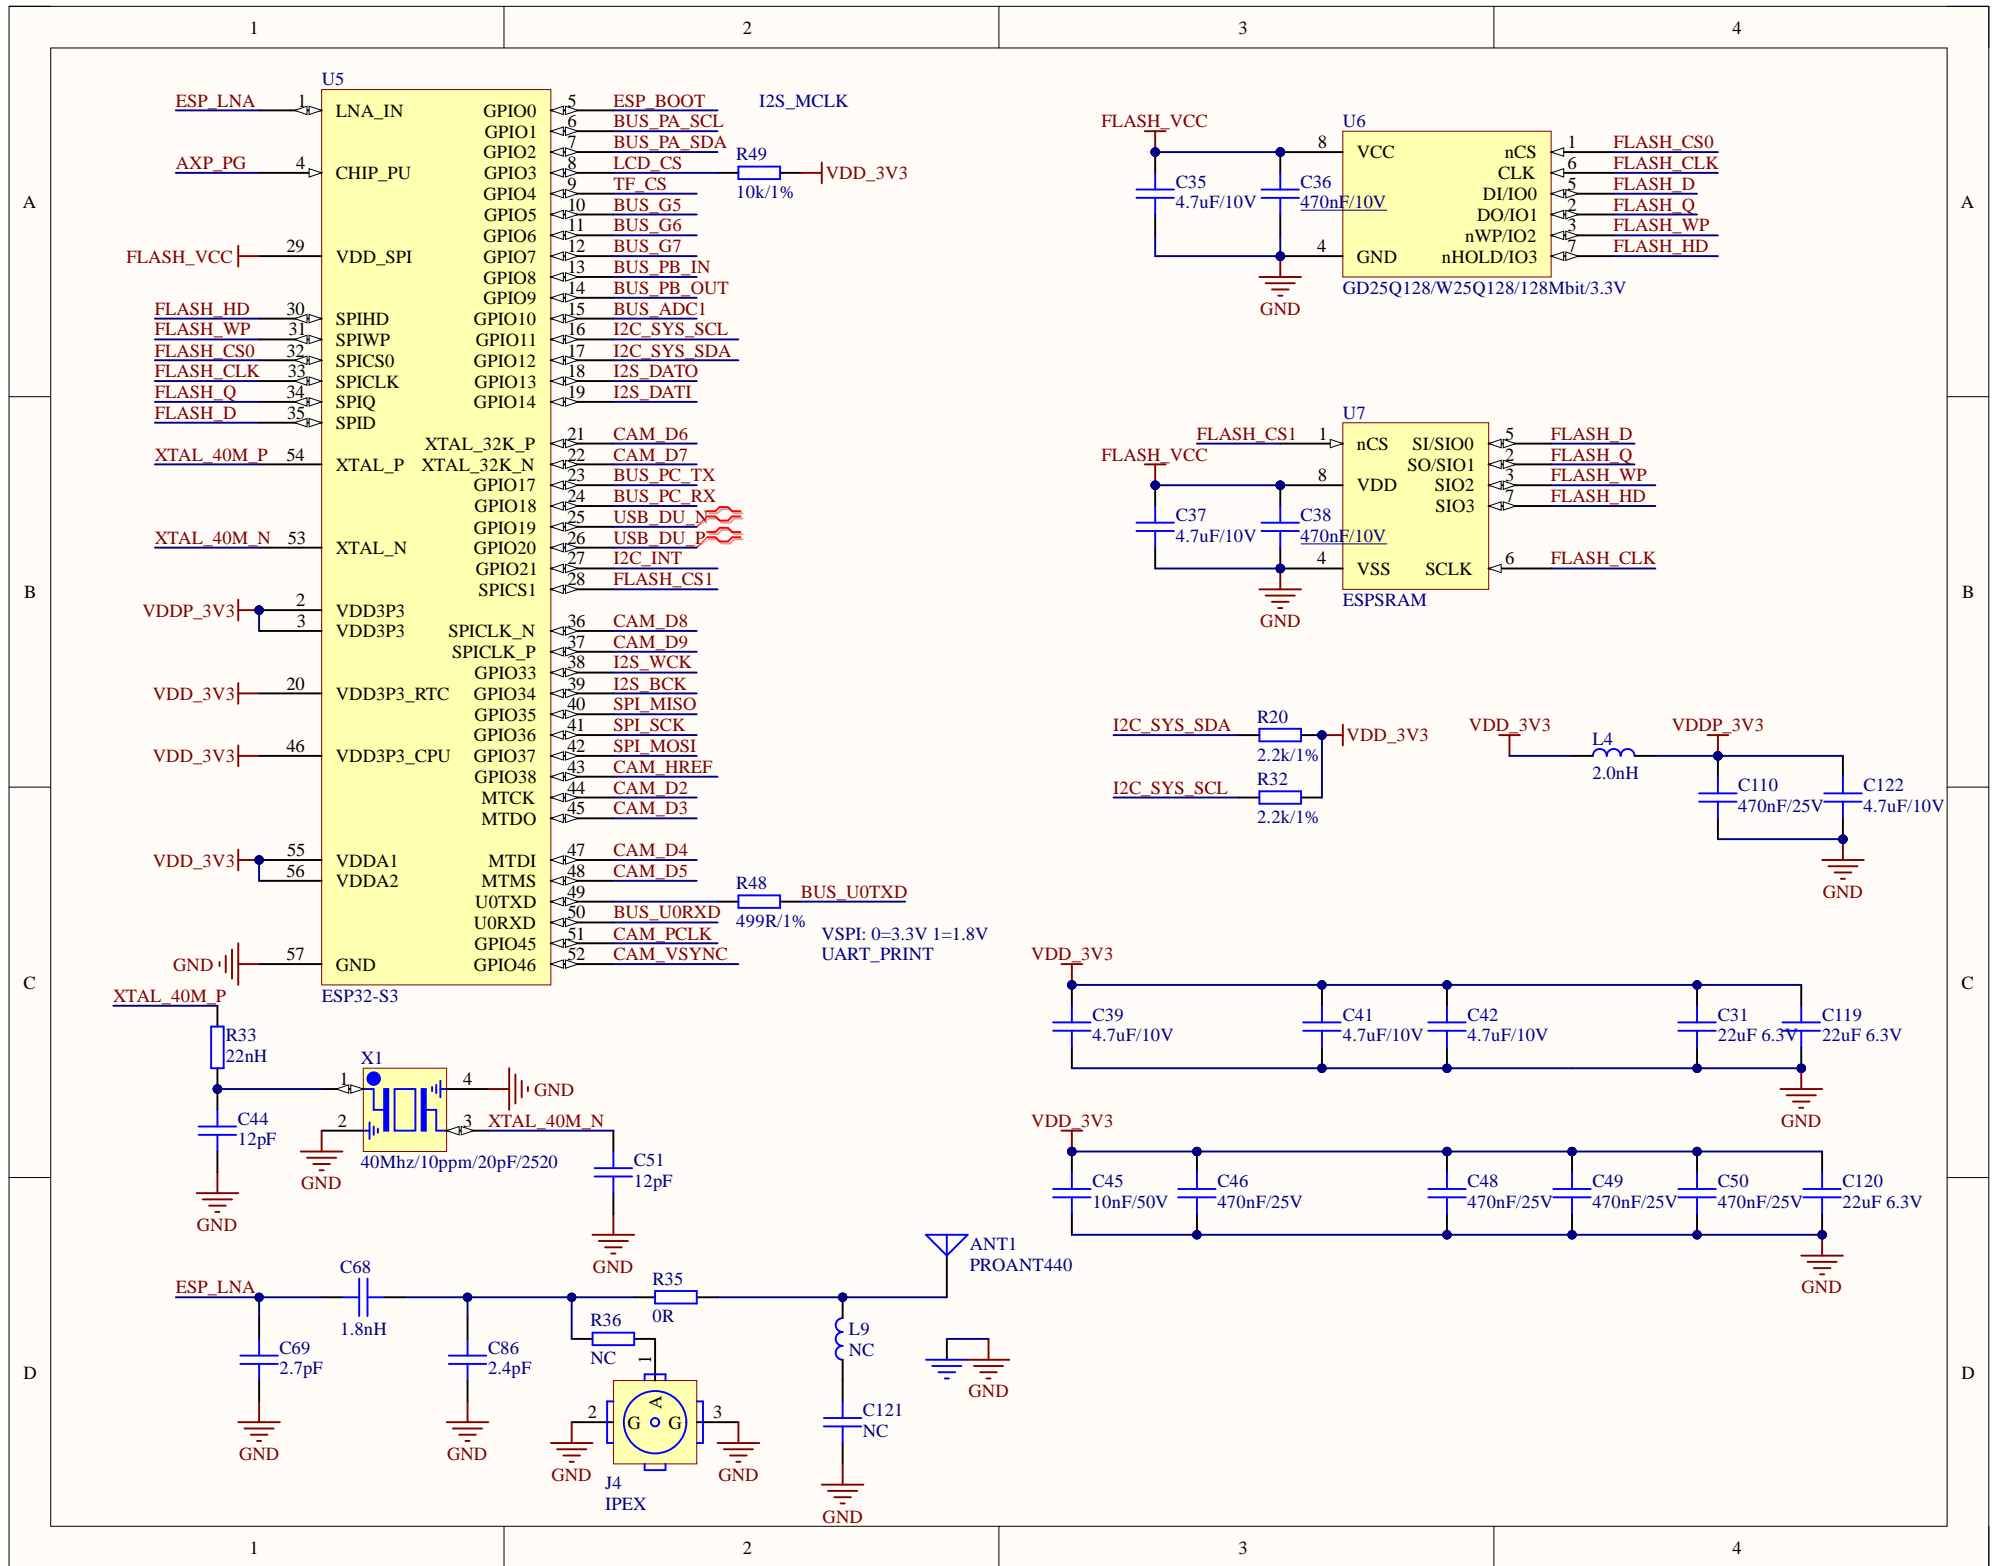 1 2 3 4
A
B
C
D
A
B
C
D
U5
ESP_LNA 1 LNA_IN
AXP_PG 4 CHIP_PU
FLASH_VCC 29 VDD_SPI
FLASH_HD 30 SPIHD
FLASH_WP 31 SPIWP
FLASH_CS0 32 SPICS0
FLASH_CLK 33 SPICLK
FLASH_Q 34 SPIQ
FLASH_D 35 SPID
XTAL_40M_P 54 XTAL_P
XTAL_40M_N 53 XTAL_N
VDDP_3V3 2 VDD3P3
3 VDD3P3
VDD_3V3 20 VDD3P3_RTC
VDD_3V3 46 VDD3P3_CPU
VDD_3V3 55 VDDA1
56 VDDA2
GND 57 GND
GPIO0 5 ESP_BOOT I2S_MCLK
GPIO1 6 BUS_PA_SCL
GPIO2 7 BUS_PA_SDA
GPIO3 8 LCD_CS R49 VDD_3V3
10k/1%
GPIO4 9 TF_CS
GPIO5 10 BUS_G5
GPIO6 11 BUS_G6
GPIO7 12 BUS_G7
GPIO8 13 BUS_PB_IN
GPIO9 14 BUS_PB_OUT
GPIO10 15 BUS_ADC1
GPIO11 16 I2C_SYS_SCL
GPIO12 17 I2C_SYS_SDA
GPIO13 18 I2S_DATO
GPIO14 19 I2S_DATI
XTAL_32K_P 21 CAM_D6
XTAL_32K_N 22 CAM_D7
GPIO17 23 BUS_PC_TX
GPIO18 24 BUS_PC_RX
GPIO19 25 USB_DU_N
GPIO20 26 USB_DU_P
GPIO21 27 I2C_INT
SPICS1 28 FLASH_CS1
SPICLK_N 36 CAM_D8
SPICLK_P 37 CAM_D9
GPIO33 38 I2S_WCK
GPIO34 39 I2S_BCK
GPIO35 40 SPI_MISO
GPIO36 41 SPI_SCK
GPIO37 42 SPI_MOSI
GPIO38 43 CAM_HREF
MTCK 44 CAM_D2
MTDO 45 CAM_D3
MTDI 47 CAM_D4
MTMS 48 CAM_D5
U0TXD 49 R48 BUS_U0TXD
499R/1%
U0RXD 50 BUS_U0RXD
GPIO45 51 CAM_PCLK VSPI: 0=3.3V 1=1.8V
GPIO46 52 CAM_VSYNC UART_PRINT
ESP32-S3
U6
FLASH_VCC 8 VCC nCS 1 FLASH_CS0
CLK 6 FLASH_CLK
DI/IO0 5 FLASH_D
DO/IO1 2 FLASH_Q
nWP/IO2 3 FLASH_WP
4 GND nHOLD/IO3 7 FLASH_HD
C35
4.7uF/10V
C36
470nF/10V
GND
GD25Q128/W25Q128/128Mbit/3.3V
U7
FLASH_CS1 1 nCS SI/SIO0 5 FLASH_D
FLASH_VCC SO/SIO1 2 FLASH_Q
8 VDD SIO2 3 FLASH_WP
SIO3 7 FLASH_HD
C37
4.7uF/10V
C38
470nF/10V
4 VSS SCLK 6 FLASH_CLK
GND
ESPSRAM
I2C_SYS_SDA R20 VDD_3V3
2.2k/1%
I2C_SYS_SCL R32
2.2k/1%
VDD_3V3 L4 VDDP_3V3
2.0nH
C110
470nF/25V
C122
4.7uF/10V
GND
VDD_3V3
C39
4.7uF/10V
C41
4.7uF/10V
C42
4.7uF/10V
C31
22uF 6.3V
C119
22uF 6.3V
GND
VDD_3V3
C45
10nF/50V
C46
470nF/25V
C48
470nF/25V
C49
470nF/25V
C50
470nF/25V
C120
22uF 6.3V
GND
XTAL_40M_P
R33
22nH
X1
1 4 GND
2 3 XTAL_40M_N
C44
12pF
GND
GND
40Mhz/10ppm/20pF/2520
C51
12pF
GND
ESP_LNA C68
1.8nH
C69
2.7pF
GND
C86
2.4pF
GND
R35
0R
R36
NC
1
A
2 G G 3
GND
GND
J4
IPEX
ANT1
PROANT440
L9
NC
C121
NC
GND
GND
1 2 3 4